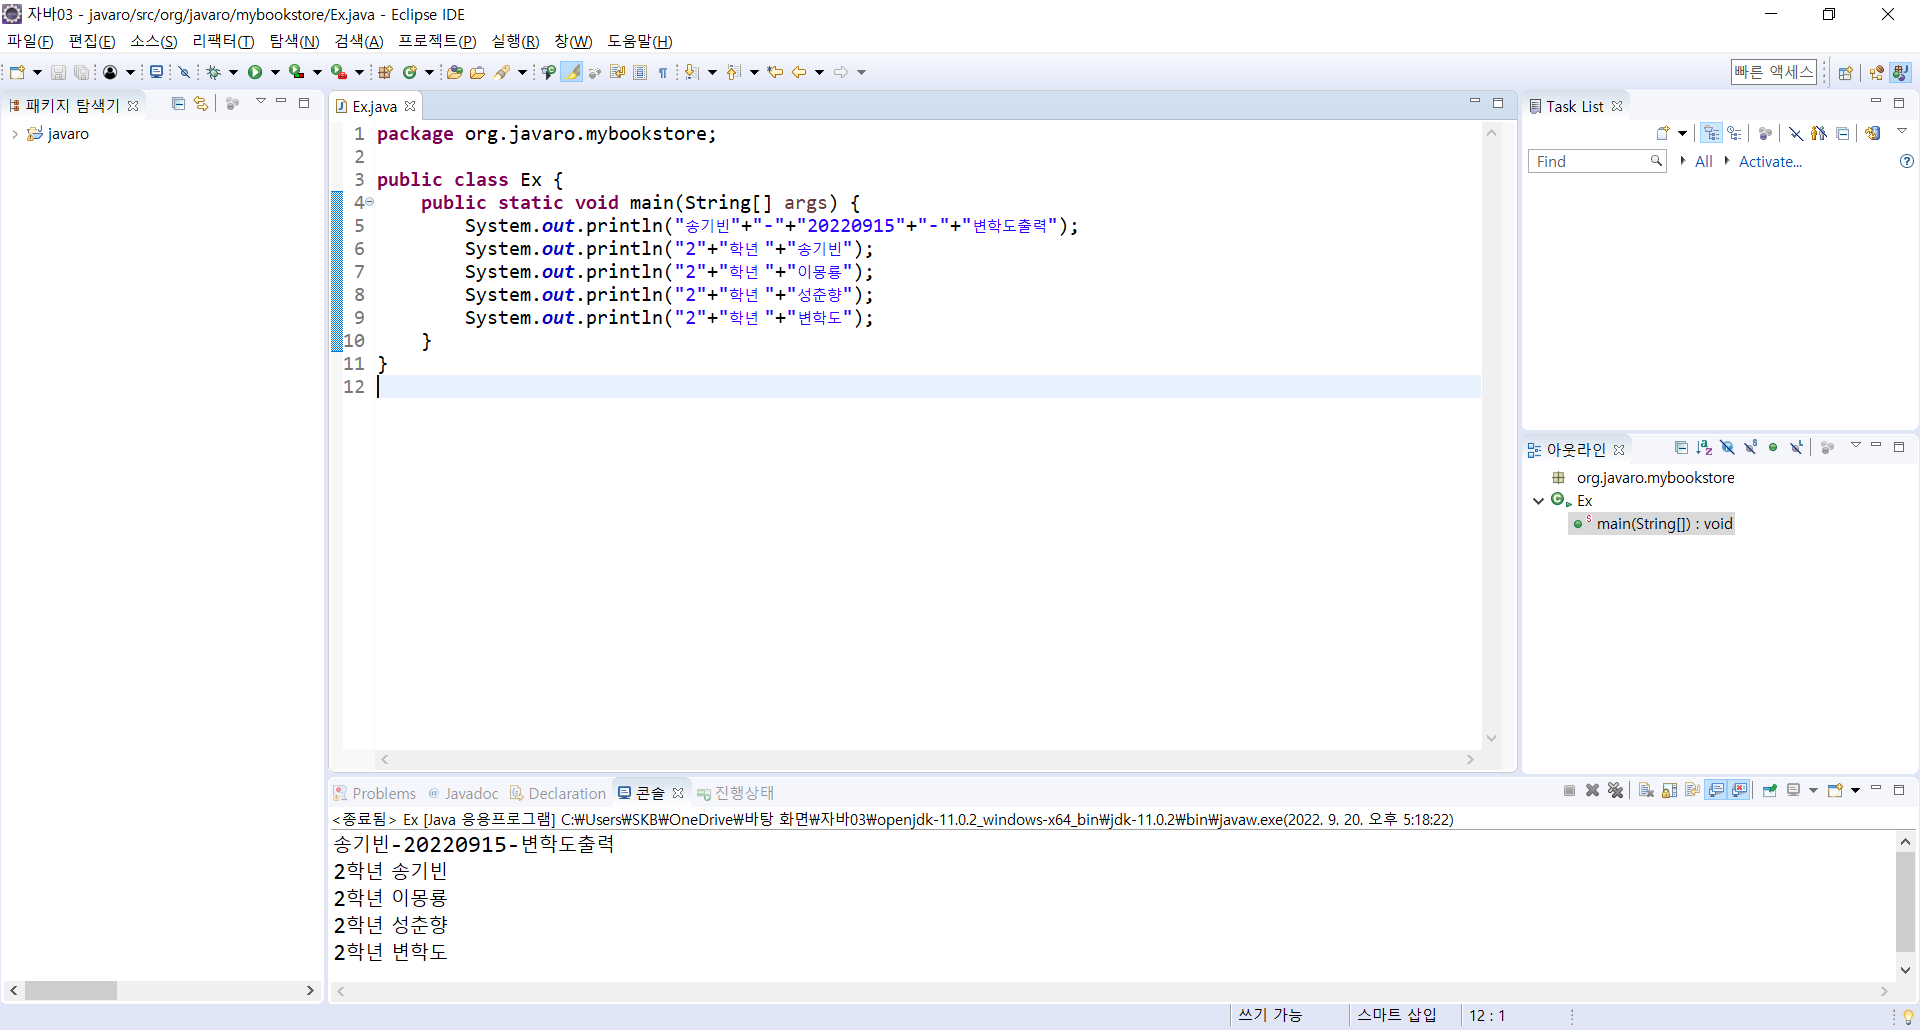 자바03 - javaro/src/org/javaro/mybookstore/Ex.java - Eclipse IDE
파일(F) 편집(E) 소스(S) 리팩터(T) 탐색(N) 검색(A) 프로젝트(P) 실행(R) 창(W) 도움말(H)
빠른 액세스
패키지 탐색기
javaro
Ex.java
1 package org.javaro.mybookstore;
2
3 public class Ex {
4 public static void main(String[] args) {
5 System.out.println("송기빈"+"-"+"20220915"+"-"+"변학도출력");
6 System.out.println("2"+"학년 "+"송기빈");
7 System.out.println("2"+"학년 "+"이몽룡");
8 System.out.println("2"+"학년 "+"성춘향");
9 System.out.println("2"+"학년 "+"변학도");
10 }
11 }
12
Task List
Find All Activate...
아웃라인
org.javaro.mybookstore
Ex
main(String[]) : void
Problems @ Javadoc Declaration 콘솔 진행상태
<종료됨> Ex [Java 응용프로그램] C:₩Users₩SKB₩OneDrive₩바탕 화면₩자바03₩openjdk-11.0.2_windows-x64_bin₩jdk-11.0.2₩bin₩javaw.exe(2022. 9. 20. 오후 5:18:22)
송기빈-20220915-변학도출력
2학년 송기빈
2학년 이몽룡
2학년 성춘향
2학년 변학도
쓰기 가능 스마트 삽입 12 : 1